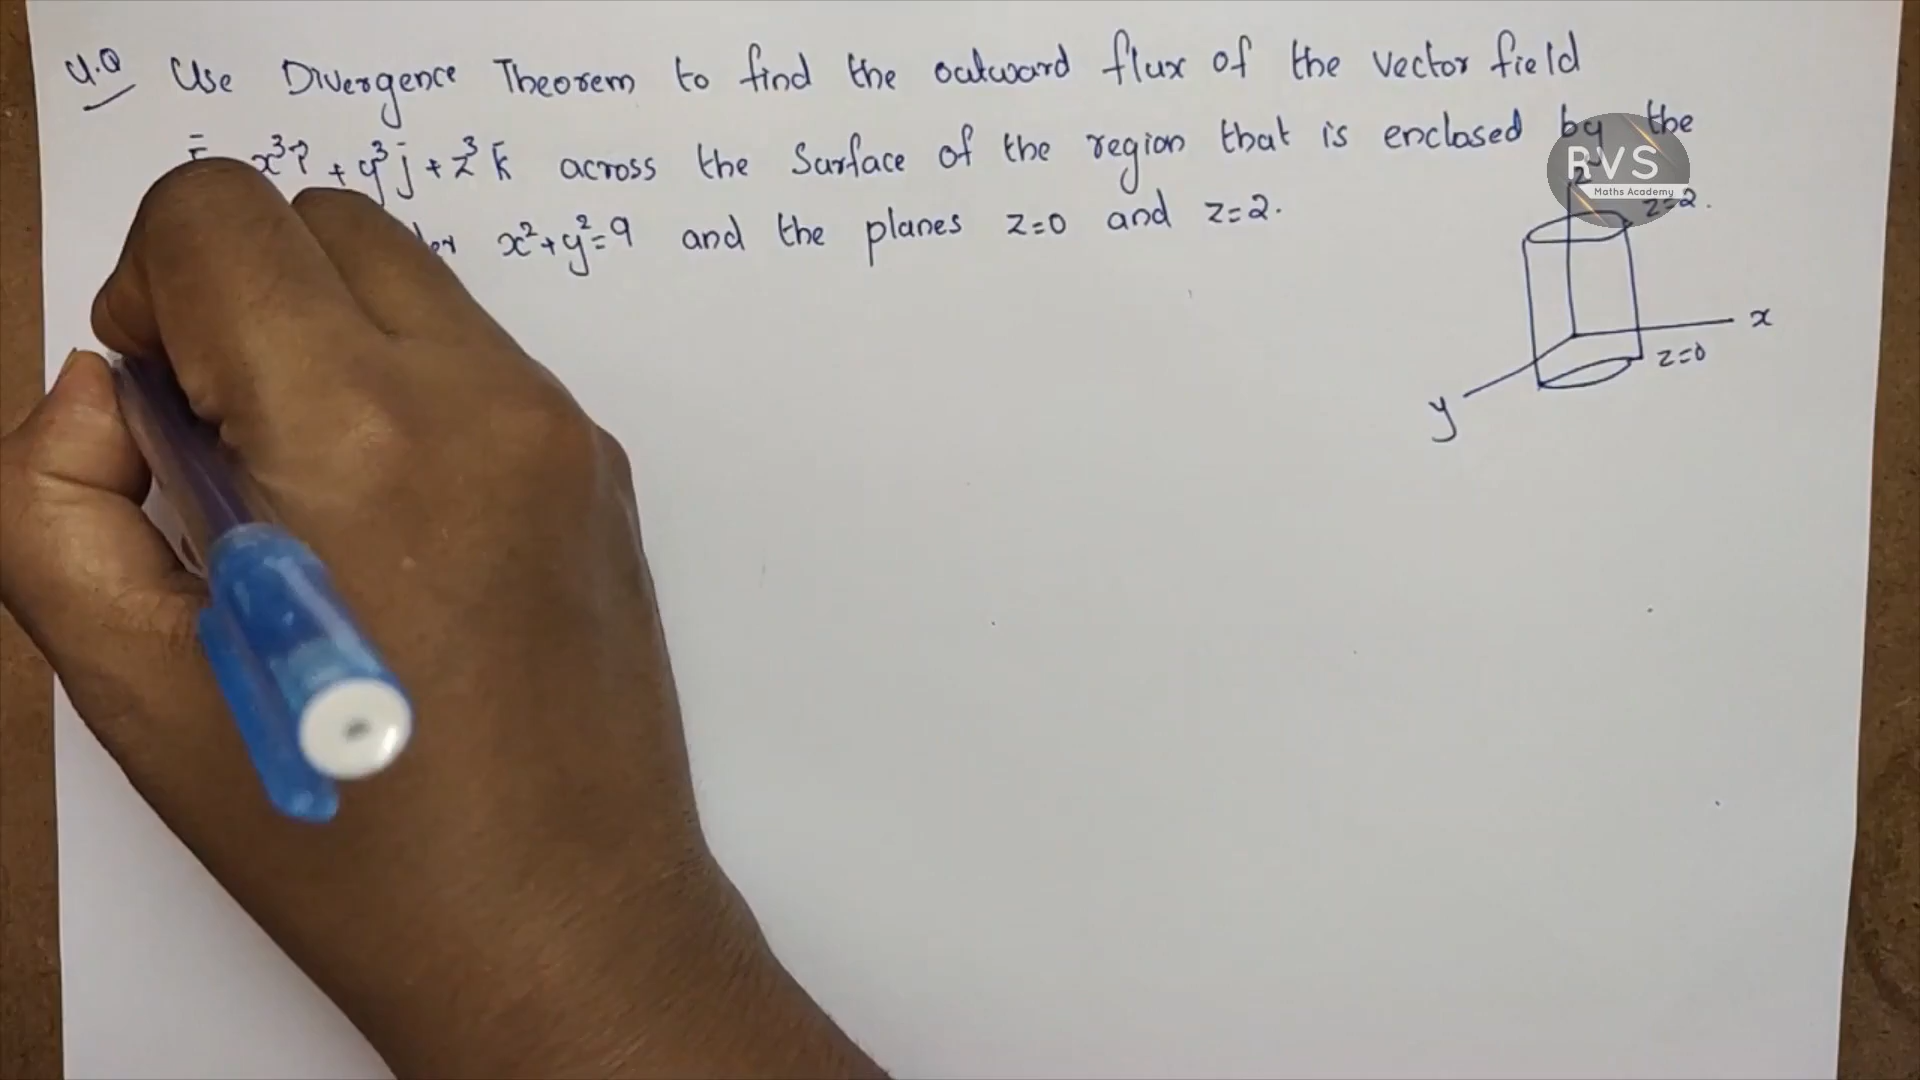 U.Q Use Divergence Theorem to find the outward flux of the vector field
x³î + y³j + z³k̄ across the surface of the region that is enclosed by the
x²+y²=9 and the planes z=0 and z=2.
RVS
Maths Academy
z
z=2.
x
z=0
y